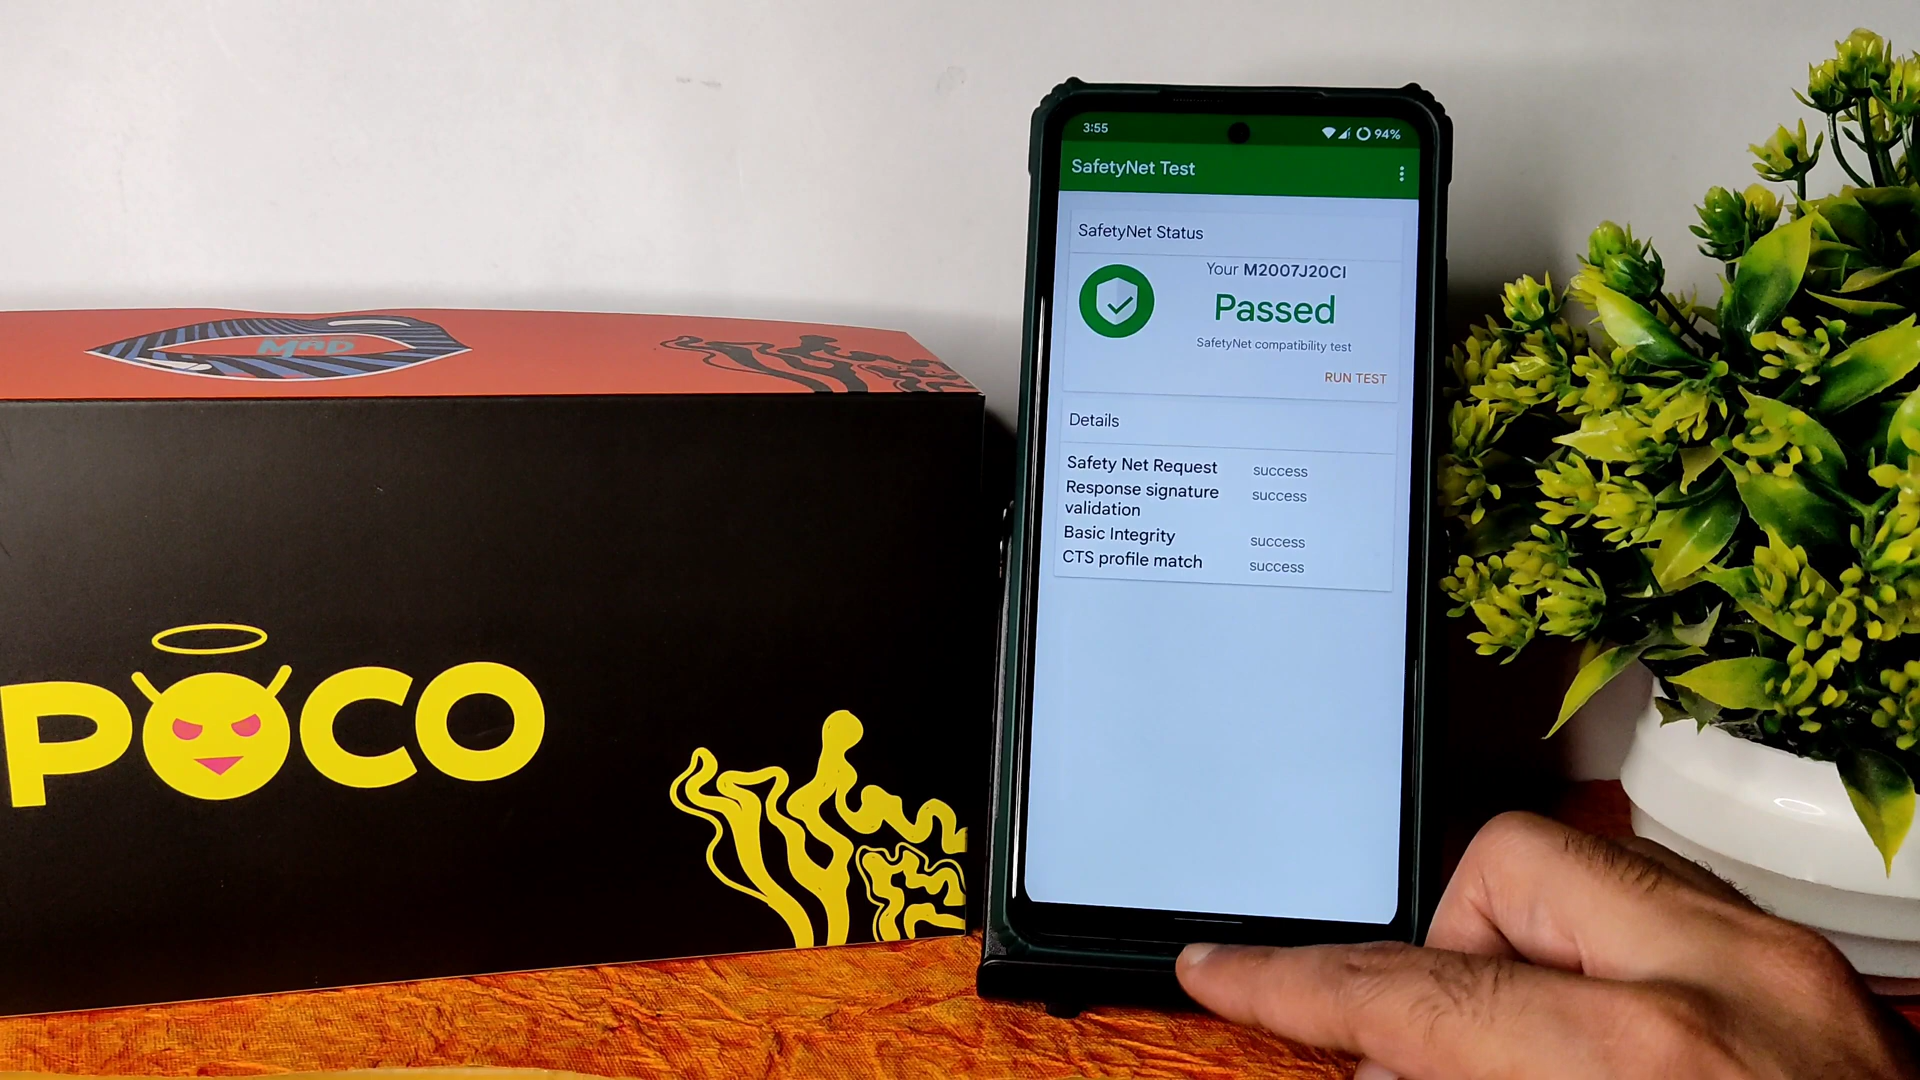 MAD
POCO
3:55
94%
SafetyNet Test
SafetyNet Status
Your M2007J20CI
Passed
SafetyNet compatibility test
RUN TEST
Details
Safety Net Request success
Response signature success
validation
Basic Integrity success
CTS profile match success